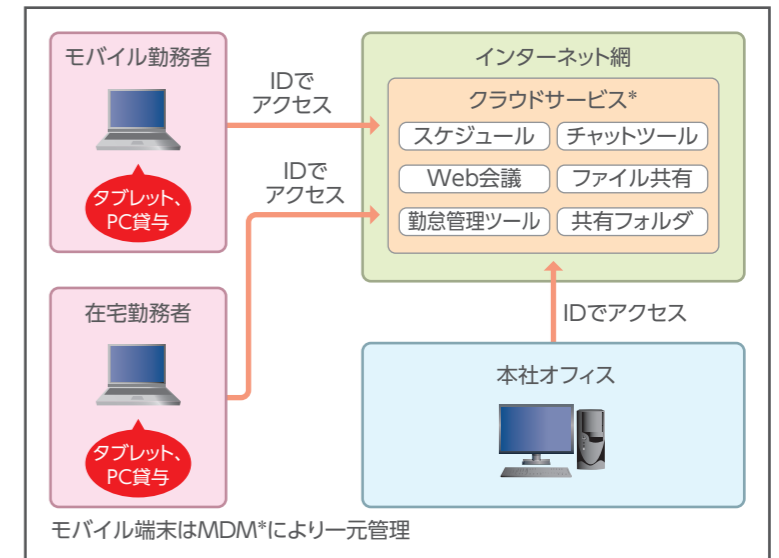 モバイル勤務者
タブレット、
PC貸与
IDで
アクセス
インターネット網
クラウドサービス*
スケジュール
チャットツール
Web会議
ファイル共有
勤怠管理ツール
共有フォルダ
IDで
アクセス
在宅勤務者
タブレット、
PC貸与
IDでアクセス
本社オフィス
モバイル端末はMDM*により一元管理